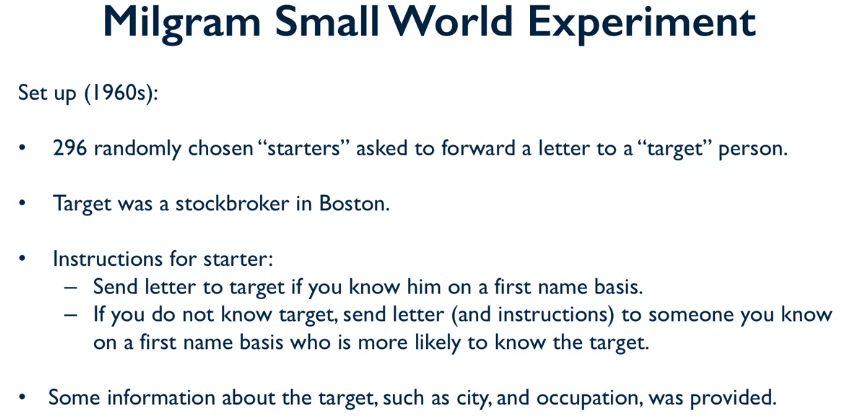 Milgram Small World Experiment
Set up (1960s):
• 296 randomly chosen “starters” asked to forward a letter to a “target” person.
• Target was a stockbroker in Boston.
• Instructions for starter:
– Send letter to target if you know him on a first name basis.
– If you do not know target, send letter (and instructions) to someone you know
on a first name basis who is more likely to know the target.
• Some information about the target, such as city, and occupation, was provided.